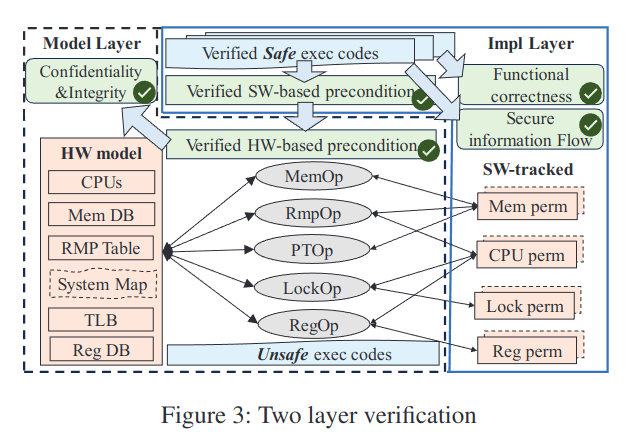 Model Layer
Verified Safe exec codes
Impl Layer
Confidentiality
&Integrity
Verified SW-based precondition
Functional
correctness
Secure
information Flow
HW model
Verified HW-based precondition
SW-tracked
CPUs
MemOp
Mem DB
RmpOp
Mem perm
RMP Table
PTOp
CPU perm
System Map
LockOp
Lock perm
TLB
RegOp
Reg DB
Unsafe exec codes
Reg perm
Figure 3: Two layer verification